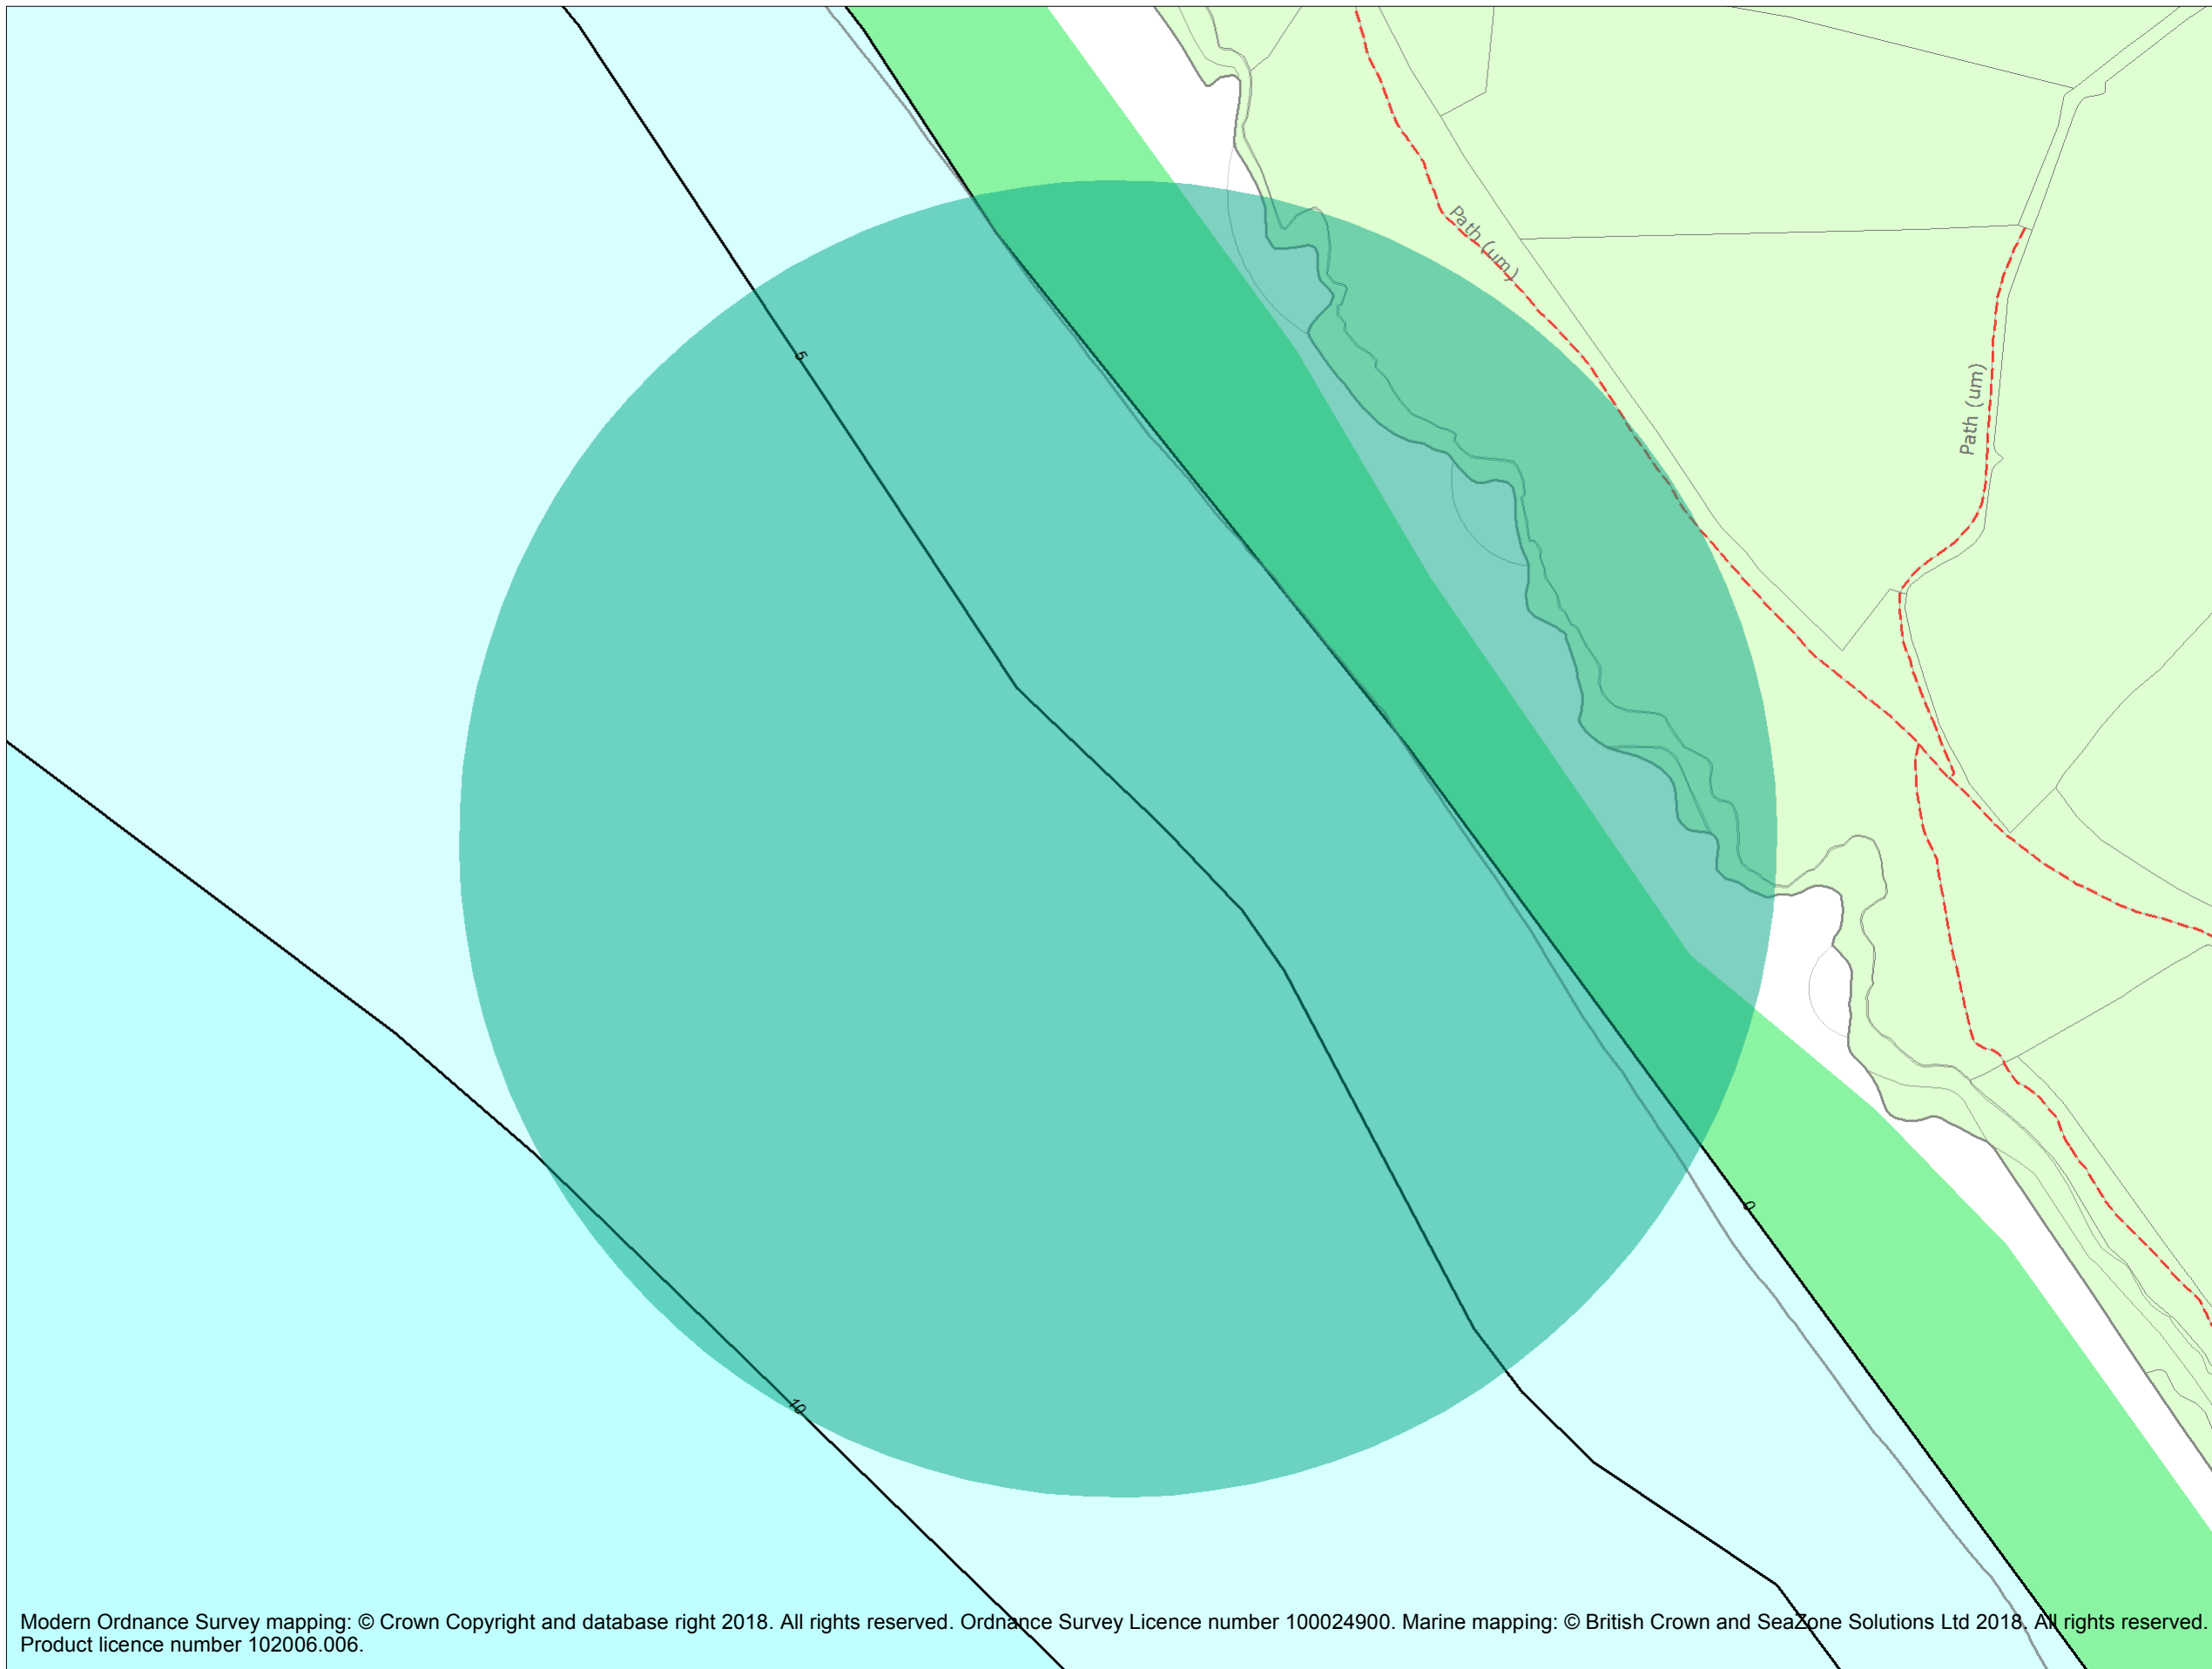 Path (um)
5
Path (um)
0
10
Modern Ordnance Survey mapping: © Crown Copyright and database right 2018. All rights reserved. Ordnance Survey Licence number 100024900. Marine mapping: © British Crown and SeaZone Solutions Ltd 2018. All rights reserved.
Product licence number 102006.006.